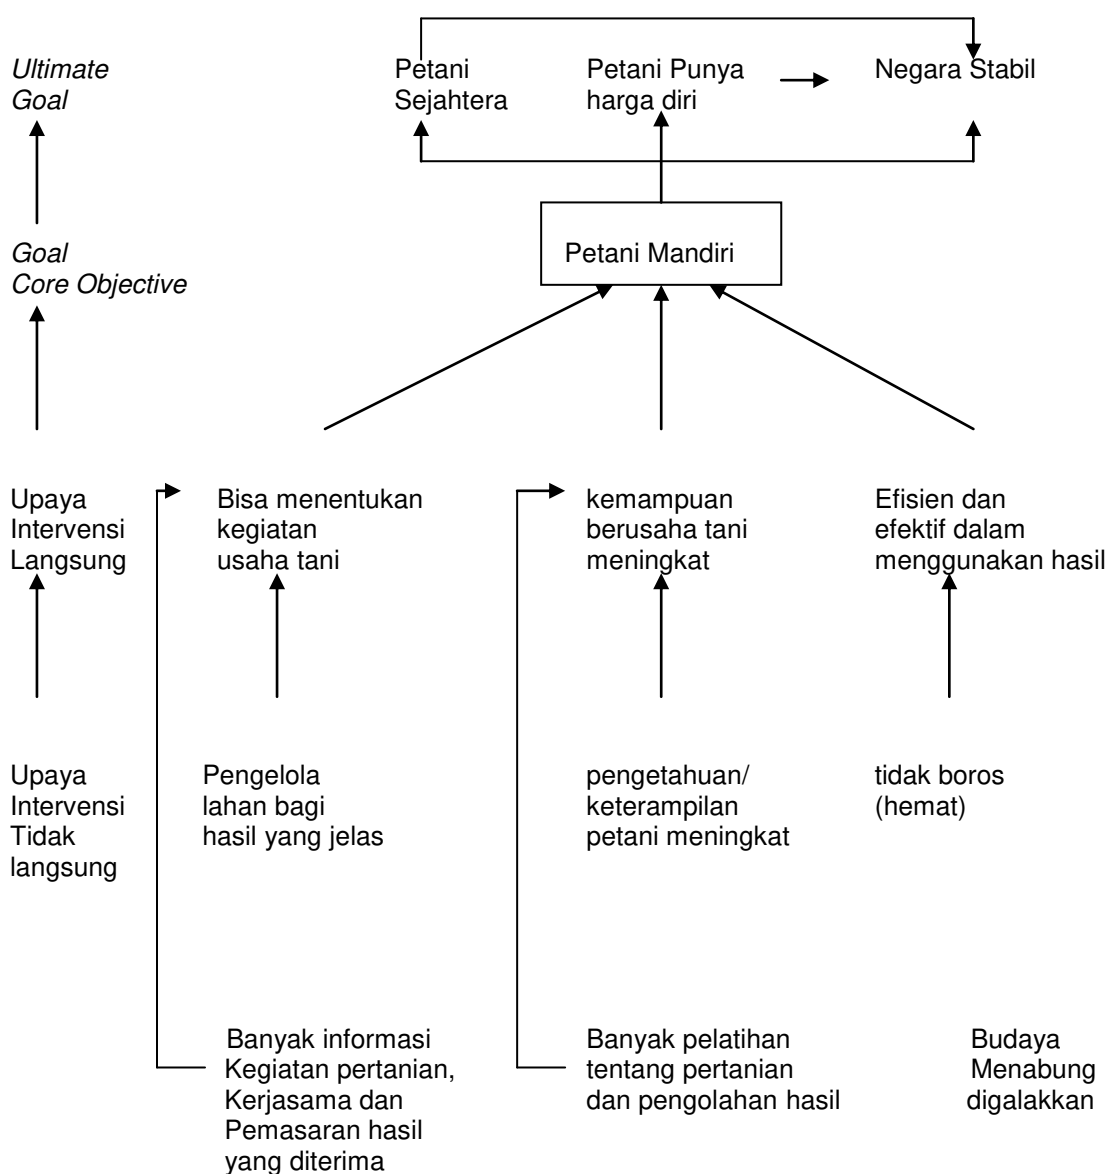 Ultimate
Goal
Petani
Sejahtera
Petani Punya
harga diri
Negara Stabil
Goal
Core Objective
Petani Mandiri
Upaya
Intervensi
Langsung
Bisa menentukan
kegiatan
usaha tani
kemampuan
berusaha tani
meningkat
Efisien dan
efektif dalam
menggunakan hasil
Upaya
Intervensi
Tidak
langsung
Pengelola
lahan bagi
hasil yang jelas
pengetahuan/
keterampilan
petani meningkat
tidak boros
(hemat)
Banyak informasi
Kegiatan pertanian,
Kerjasama dan
Pemasaran hasil
yang diterima
Banyak pelatihan
tentang pertanian
dan pengolahan hasil
Budaya
Menabung
digalakkan